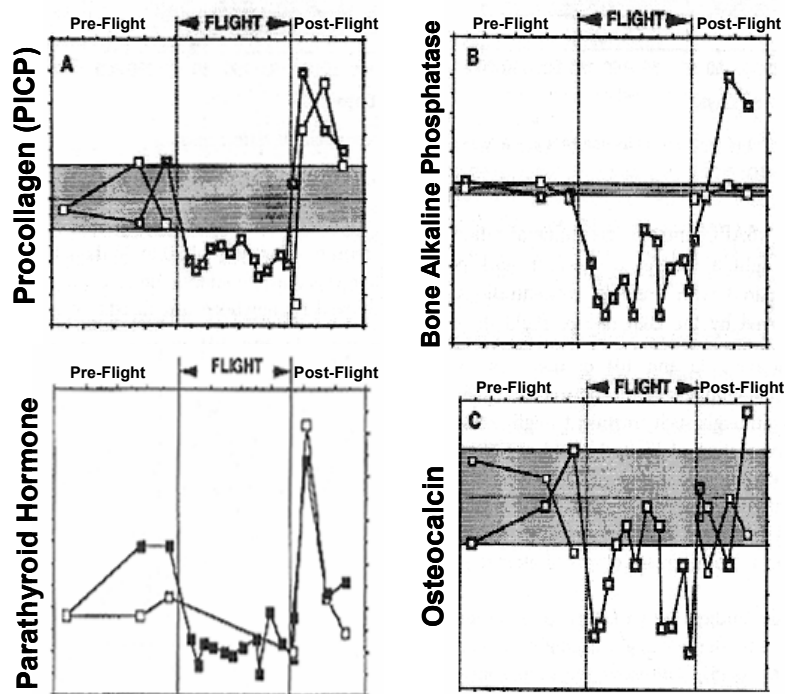 Pre-Flight
FLIGHT
Post-Flight
A
Procollagen (PICP)
Pre-Flight
FLIGHT
Post-Flight
B
Bone Alkaline Phosphatase
Pre-Flight
FLIGHT
Post-Flight
Parathyroid Hormone
Pre-Flight
FLIGHT
Post-Flight
C
Osteocalcin